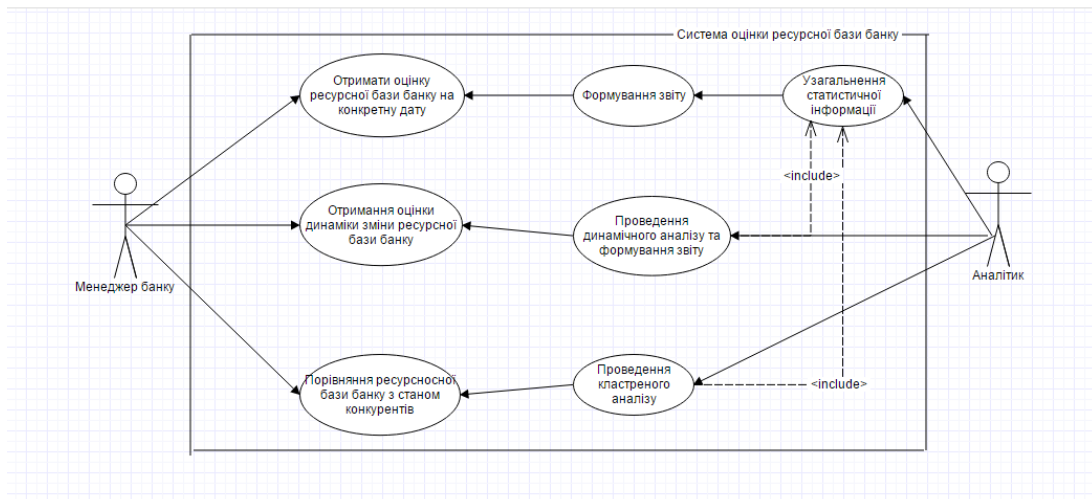 Система оцінки ресурсної бази банку
Отримати оцінку
ресурсної бази банку на
конкретну дату
Формування звіту
Узагальнення
статистичної
інформації
<include>
Отримання оцінки
динаміки зміни ресурсної
бази банку
Проведення
динамічного аналізу та
формування звіту
Менеджер банку
Аналітик
Порівняння ресурсносої
бази банку з станом
конкурентів
Проведення
кластреного
аналізу
<include>